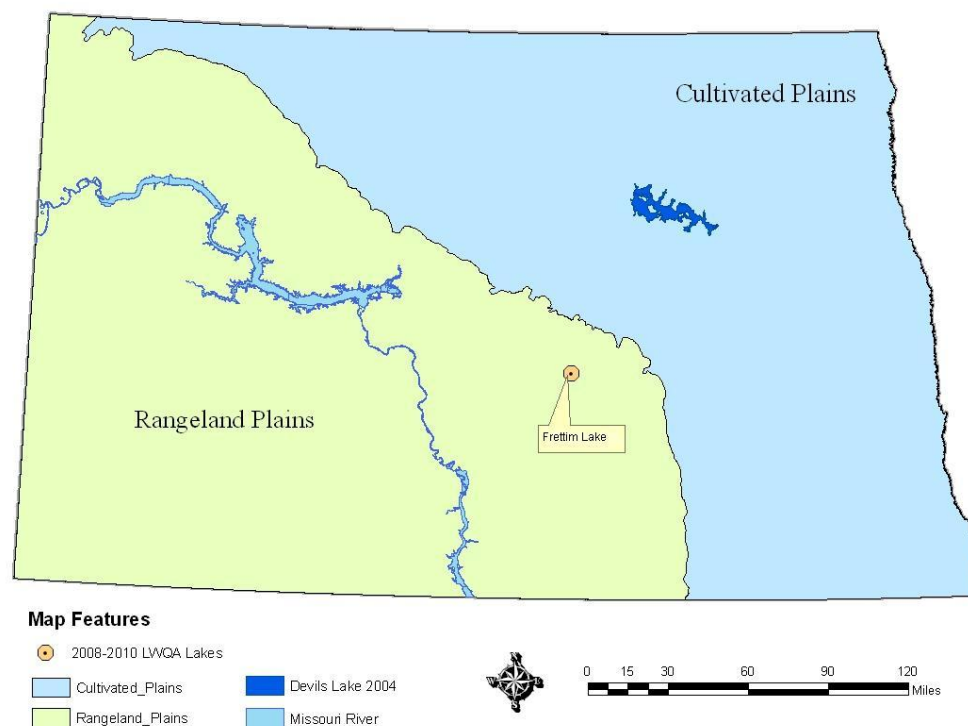 Cultivated Plains
Rangeland Plains
Frettim Lake
Map Features
2008-2010 LWQA Lakes
Cultivated_Plains
Rangeland_Plains
Devils Lake 2004
Missouri River
N
W E
S
0 15 30 60 90 120
Miles